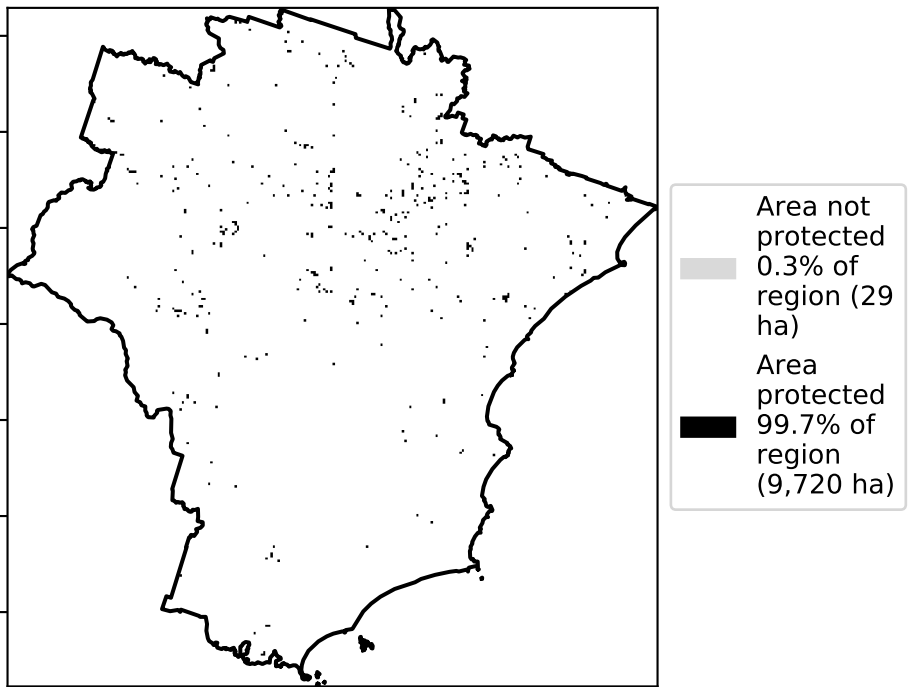 Area not
protected
0.3% of
region (29
ha)
Area
protected
99.7% of
region
(9,720 ha)